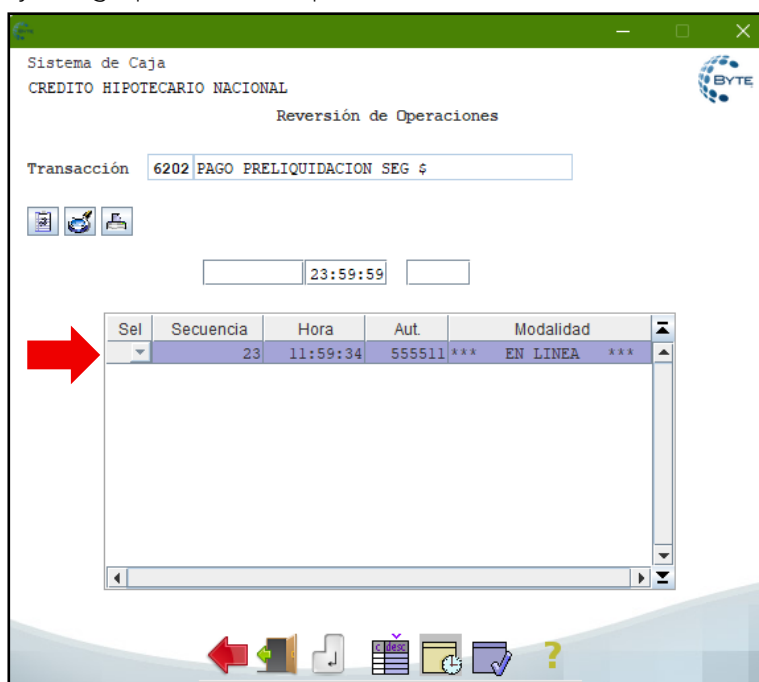 Sistema de Caja
BYTE
CREDITO HIPOTECARIO NACIONAL
Reversión de Operaciones
Transacción 6202 PAGO PRELIQUIDACION SEG $
23:59:59
Sel Secuencia Hora Aut. Modalidad
23 11:59:34 555511 *** EN LINEA ***
c desc
?